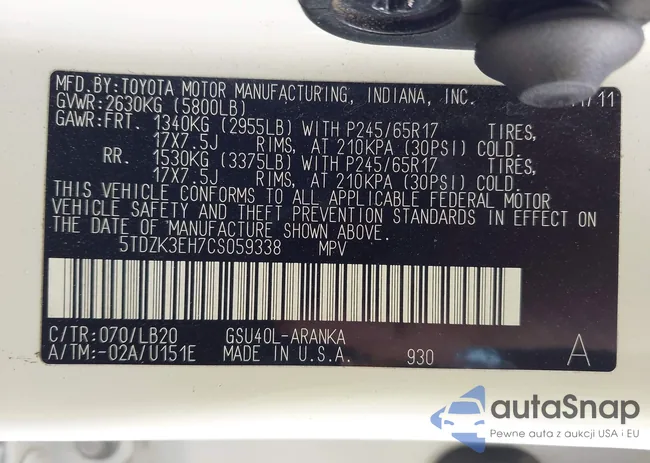 MFD.BY:TOYOTA MOTOR MANUFACTURING, INDIANA, INC. 11
GVWR:2630KG (5800LB)
GAWR:FRT. 1340KG (2955LB) WITH P245/65R17 TIRES,
17X7.5J RIMS, AT 210KPA (30PSI) COLD.
RR. 1530KG (3375LB) WITH P245/65R17 TIRES,
17X7.5J RIMS, AT 210KPA (30PSI) COLD.
THIS VEHICLE CONFORMS TO ALL APPLICABLE FEDERAL MOTOR
VEHICLE SAFETY AND THEFT PREVENTION STANDARDS IN EFFECT ON
THE DATE OF MANUFACTURE SHOWN ABOVE.
5TDZK3EH7CS059338 MPV
C/TR:070/LB20 GSU40L-ARANKA
A/TM:-02A/U151E MADE IN U.S.A. 930 A
autaSnap
Pewne auta z aukcji USA i EU